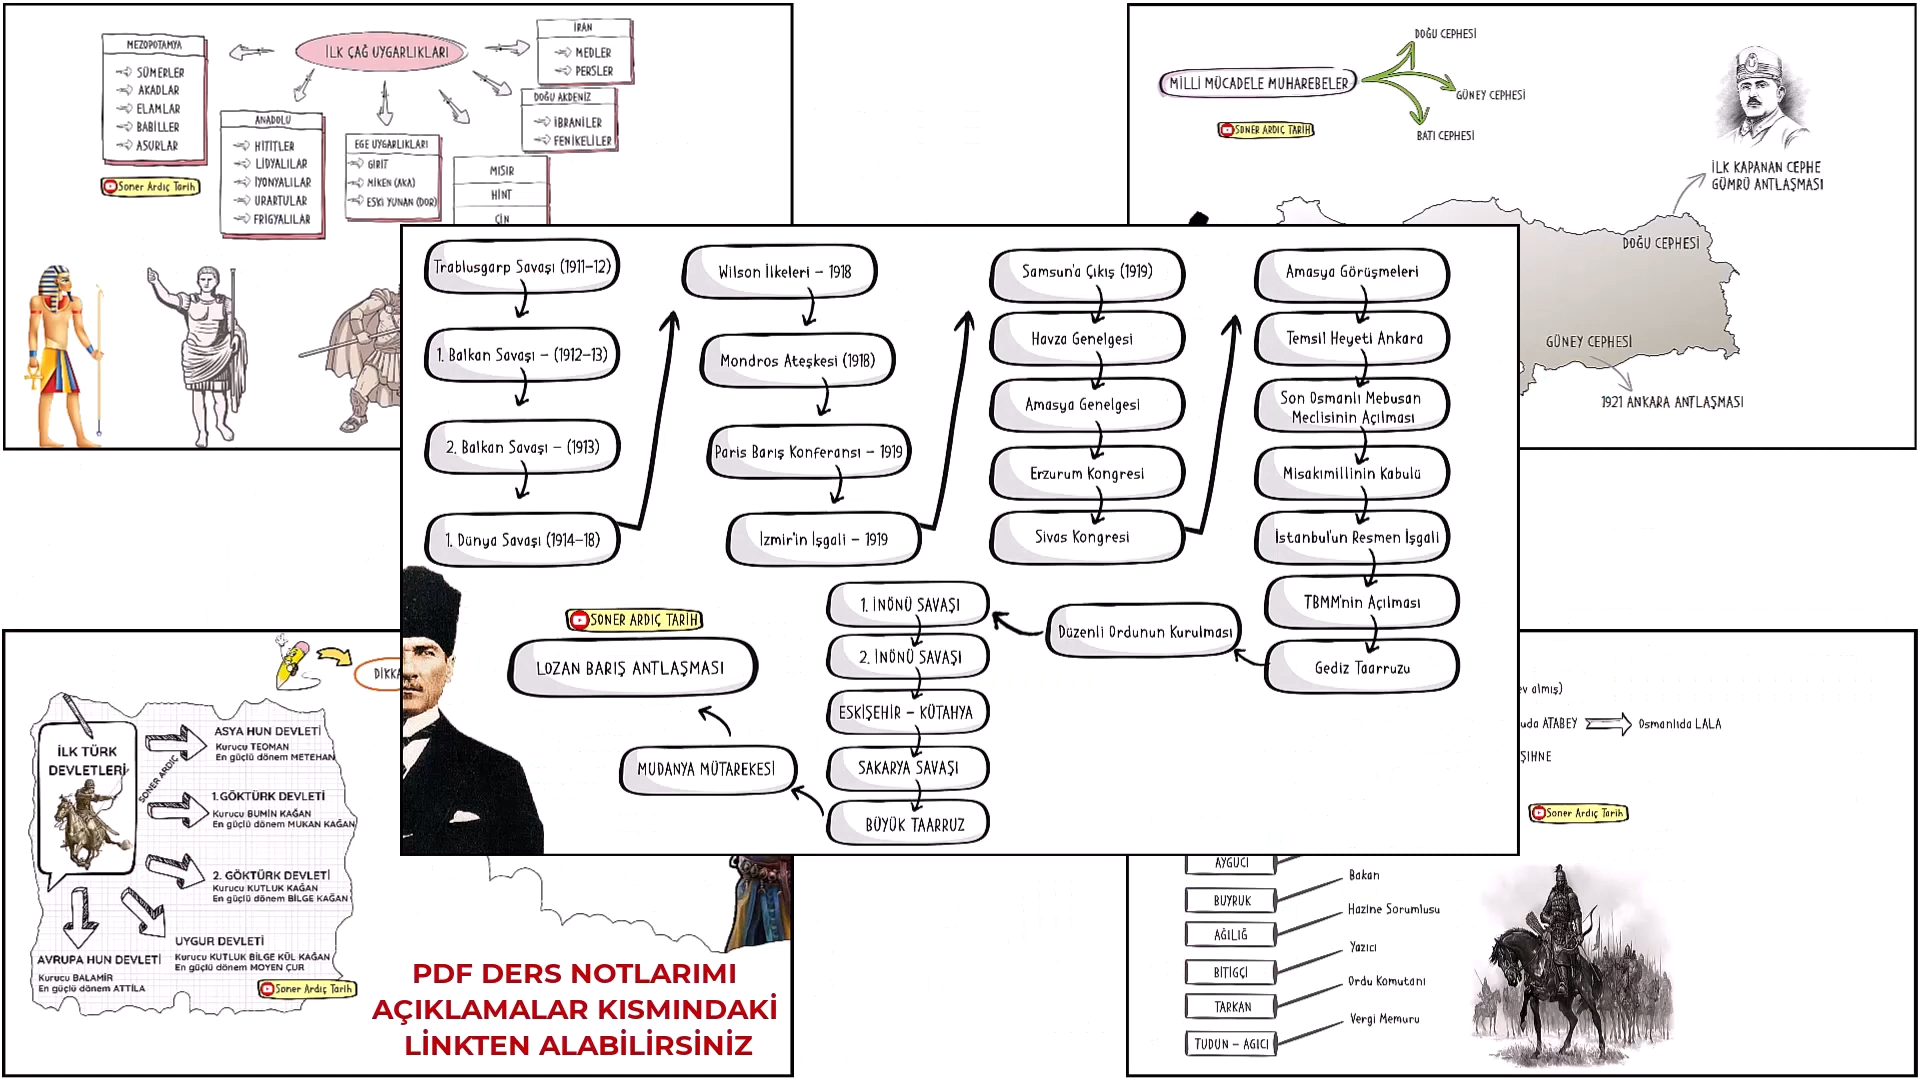 İLK ÇAĞ UYGARLIKLARI
MEZOPOTAMYA
SÜMERLER
AKADLAR
ELAMLAR
BABİLLER
ASURLAR
Soner Ardıç Tarih
ANADOLU
HİTİTLER
LİDYALILAR
İYONYALILAR
URARTULAR
FRİGYALILAR
EGE UYGARLIKLARI
GİRİT
MİKEN (AKA)
ESKİ YUNAN (DOR)
MISIR
HİNT
ÇİN
İRAN
MEDLER
PERSLER
DOĞU AKDENİZ
İBRANİLER
FENİKELİLER
MİLLİ MÜCADELE MUHAREBELER
DOĞU CEPHESİ
GÜNEY CEPHESİ
BATI CEPHESİ
SONER ARDIÇ TARİH
İLK KAPANAN CEPHE
GÜMRÜ ANTLAŞMASI
DOĞU CEPHESİ
GÜNEY CEPHESİ
1921 ANKARA ANTLAŞMASI
Trablusgarp Savaşı (1911-12)
1. Balkan Savaşı – (1912-13)
2. Balkan Savaşı – (1913)
1. Dünya Savaşı (1914-18)
Wilson İlkeleri – 1918
Mondros Ateşkesi (1918)
Paris Barış Konferansı – 1919
İzmir'in İşgali – 1919
Samsun'a Çıkış (1919)
Havza Genelgesi
Amasya Genelgesi
Erzurum Kongresi
Sivas Kongresi
Amasya Görüşmeleri
Temsil Heyeti Ankara
Son Osmanlı Mebusan
Meclisinin Açılması
Misakımillinin Kabulü
İstanbul'un Resmen İşgali
TBMM'nin Açılması
Gediz Taarruzu
Düzenli Ordunun Kurulması
1. İNÖNÜ SAVAŞI
2. İNÖNÜ SAVAŞI
ESKİŞEHİR – KÜTAHYA
SAKARYA SAVAŞI
BÜYÜK TAARRUZ
MUDANYA MÜTAREKESİ
LOZAN BARIŞ ANTLAŞMASI
SONER ARDIÇ TARİH
DİKKA
İLK TÜRK
DEVLETLERİ
SONER ARDIÇ
ASYA HUN DEVLETİ
Kurucu TEOMAN
En güçlü dönem METEHAN
1.GÖKTÜRK DEVLETİ
Kurucu BUMİN KAĞAN
En güçlü dönem MUKAN KAĞAN
2. GÖKTÜRK DEVLETİ
Kurucu KUTLUK KAĞAN
En güçlü dönem BİLGE KAĞAN
UYGUR DEVLETİ
Kurucu KUTLUK BİLGE KÜL KAĞAN
En güçlü dönem MOYEN ÇUR
AVRUPA HUN DEVLETİ
Kurucu BALAMİR
En güçlü dönem ATTİLA
Soner Ardıç Tarih
PDF DERS NOTLARIMI
AÇIKLAMALAR KISMINDAKİ
LİNKTEN ALABİLİRSİNİZ
ev almış)
uda ATABEY
Osmanlıda LALA
ŞIHNE
Soner Ardıç Tarih
AYGUCI
BUYRUK
Bakan
AĞILIĞ
Hazine Sorumlusu
BİTİGÇİ
Yazıcı
TARKAN
Ordu Komutanı
TUDUN – AGICI
Vergi Memuru